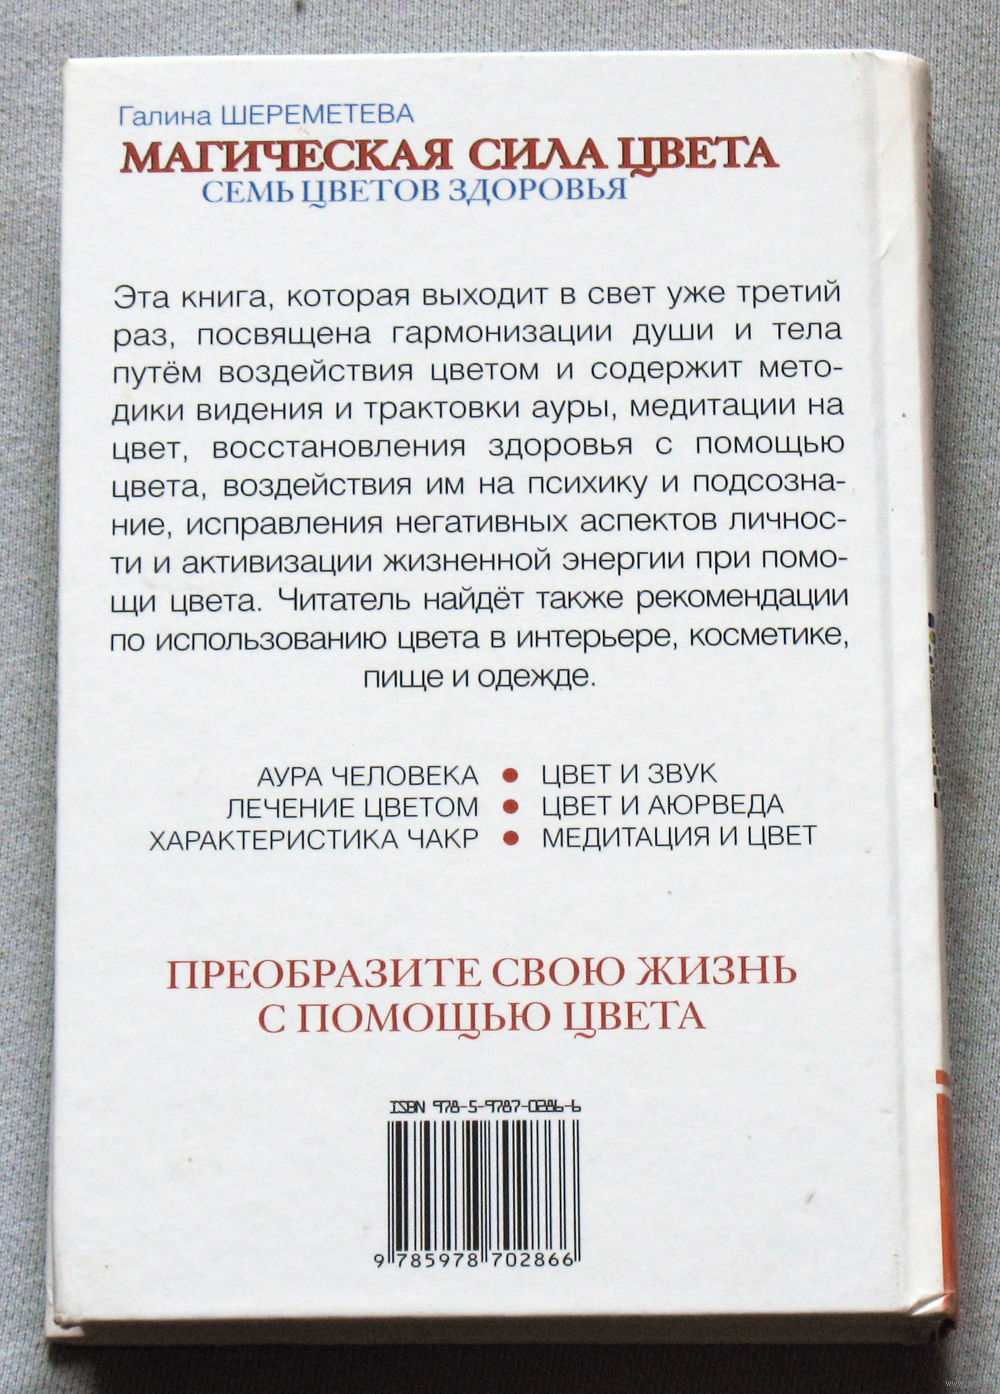 Галина ШЕРЕМЕТЕВА
МАГИЧЕСКАЯ СИЛА ЦВЕТА
СЕМЬ ЦВЕТОВ ЗДОРОВЬЯ
Эта книга, которая выходит в свет уже третий
раз, посвящена гармонизации души и тела
путём воздействия цветом и содержит мето-
дики видения и трактовки ауры, медитации на
цвет, восстановления здоровья с помощью
цвета, воздействия им на психику и подсозна-
ние, исправления негативных аспектов личнос-
ти и активизации жизненной энергии при помо-
щи цвета. Читатель найдёт также рекомендации
по использованию цвета в интерьере, косметике,
пище и одежде.
АУРА ЧЕЛОВЕКА • ЦВЕТ И ЗВУК
ЛЕЧЕНИЕ ЦВЕТОМ • ЦВЕТ И АЮРВЕДА
ХАРАКТЕРИСТИКА ЧАКР • МЕДИТАЦИЯ И ЦВЕТ
ПРЕОБРАЗИТЕ СВОЮ ЖИЗНЬ
С ПОМОЩЬЮ ЦВЕТА
ISBN 978-5-9787-0286-6
9 785978 702866